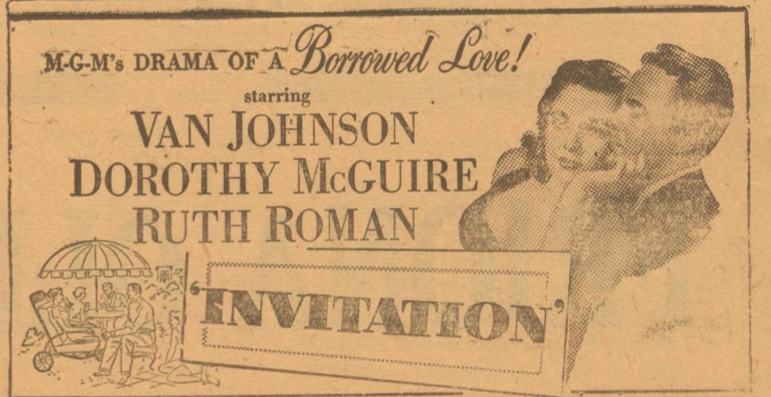 M-G-M's DRAMA OF A Borrowed Love!
starring
VAN JOHNSON
DOROTHY McGUIRE
RUTH ROMAN
'INVITATION'